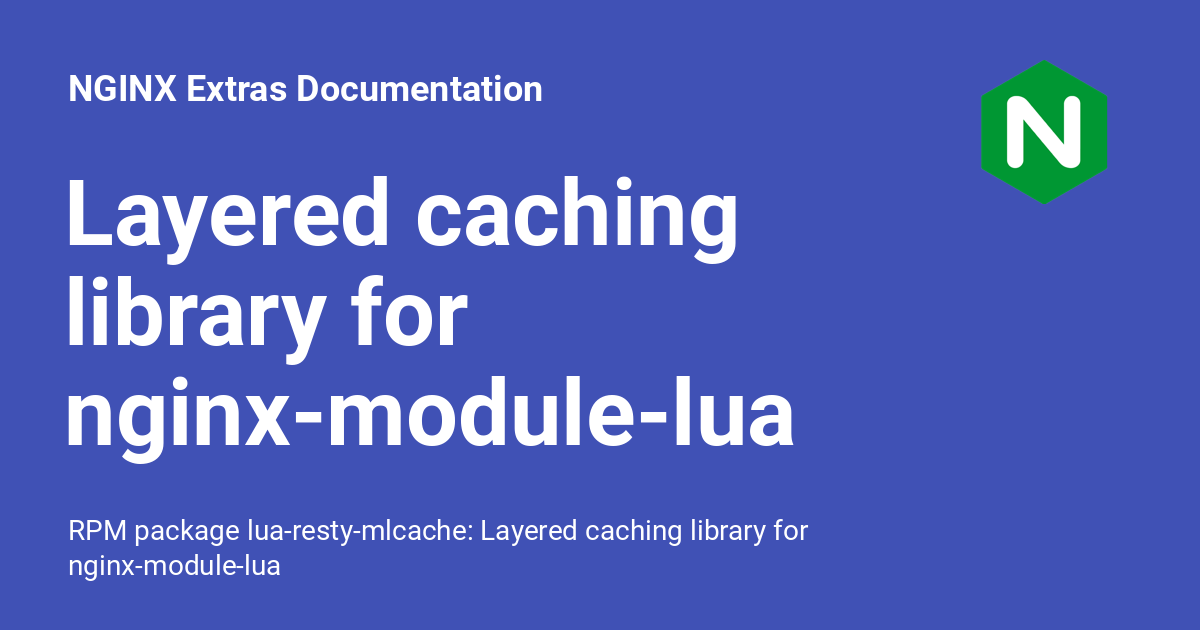 NGINX Extras Documentation
N
Layered caching
library for
nginx-module-lua
RPM package lua-resty-mlcache: Layered caching library for
nginx-module-lua